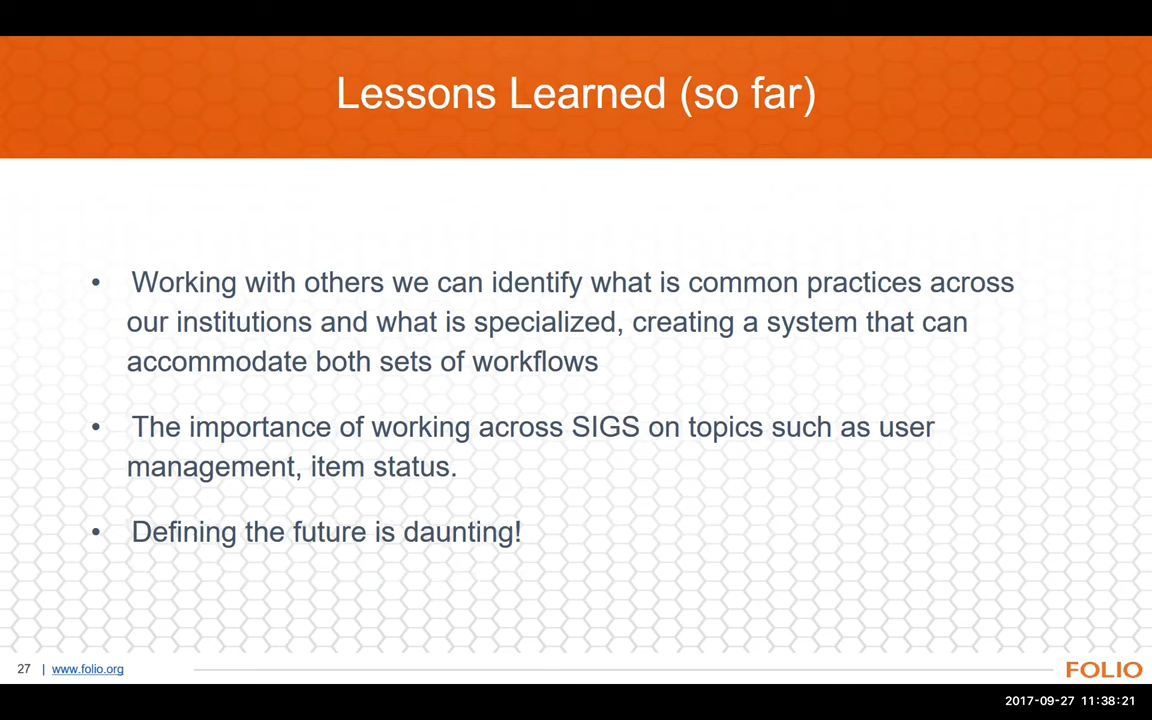 Lessons Learned (so far)
• Working with others we can identify what is common practices across
our institutions and what is specialized, creating a system that can
accommodate both sets of workflows
• The importance of working across SIGS on topics such as user
management, item status.
• Defining the future is daunting!
27 | www.folio.org
FOLIO
2017-09-27 11:38:21